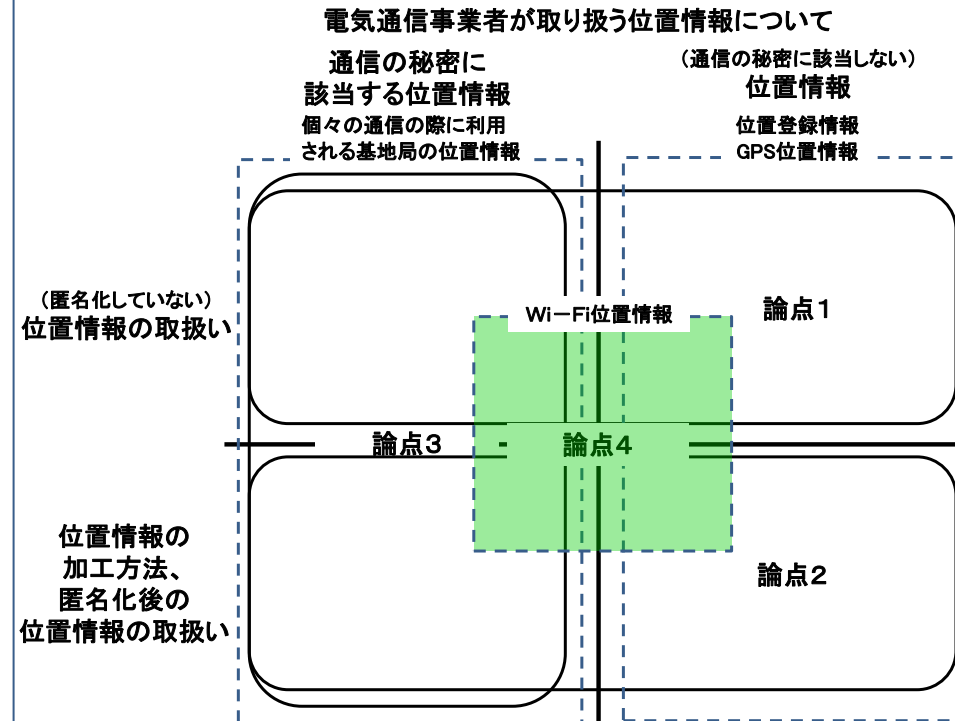 電気通信事業者が取り扱う位置情報について
通信の秘密に
該当する位置情報
個々の通信の際に利用
される基地局の位置情報
（通信の秘密に該当しない）
位置情報
位置登録情報
GPS位置情報
（匿名化していない）
位置情報の取扱い
Wi－Fi位置情報
論点１
論点３
論点４
位置情報の
加工方法、
匿名化後の
位置情報の取扱い
論点２